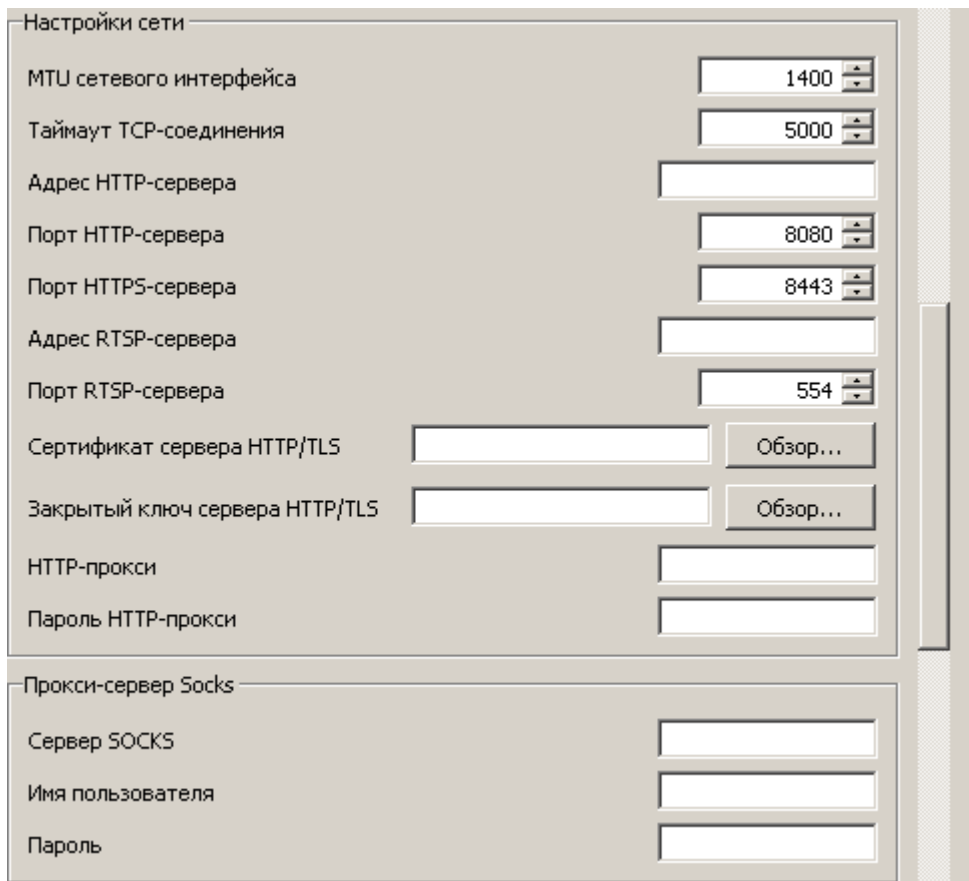 Настройки сети
MTU сетевого интерфейса 1400
Таймаут TCP-соединения 5000
Адрес HTTP-сервера
Порт HTTP-сервера 8080
Порт HTTPS-сервера 8443
Адрес RTSP-сервера
Порт RTSP-сервера 554
Сертификат сервера HTTP/TLS Обзор...
Закрытый ключ сервера HTTP/TLS Обзор...
HTTP-прокси
Пароль HTTP-прокси
Прокси-сервер Socks
Сервер SOCKS
Имя пользователя
Пароль